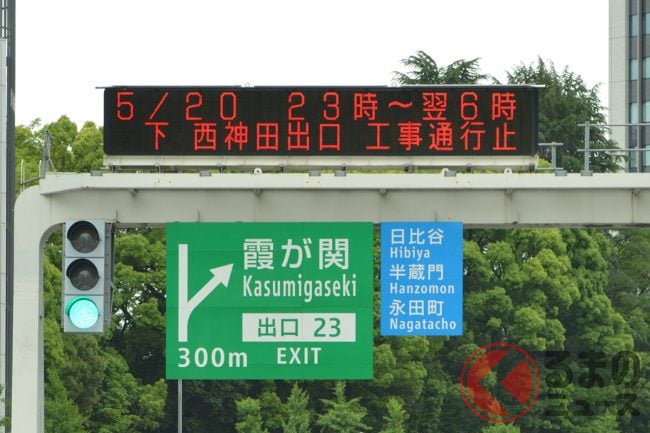 5/20 23時～翌6時
下 西神田出口 工事通行止
霞が関
Kasumigaseki
出口 23
300m EXIT
日比谷
Hibiya
半蔵門
Hanzomon
永田町
Nagatacho
くるまの
ニュース